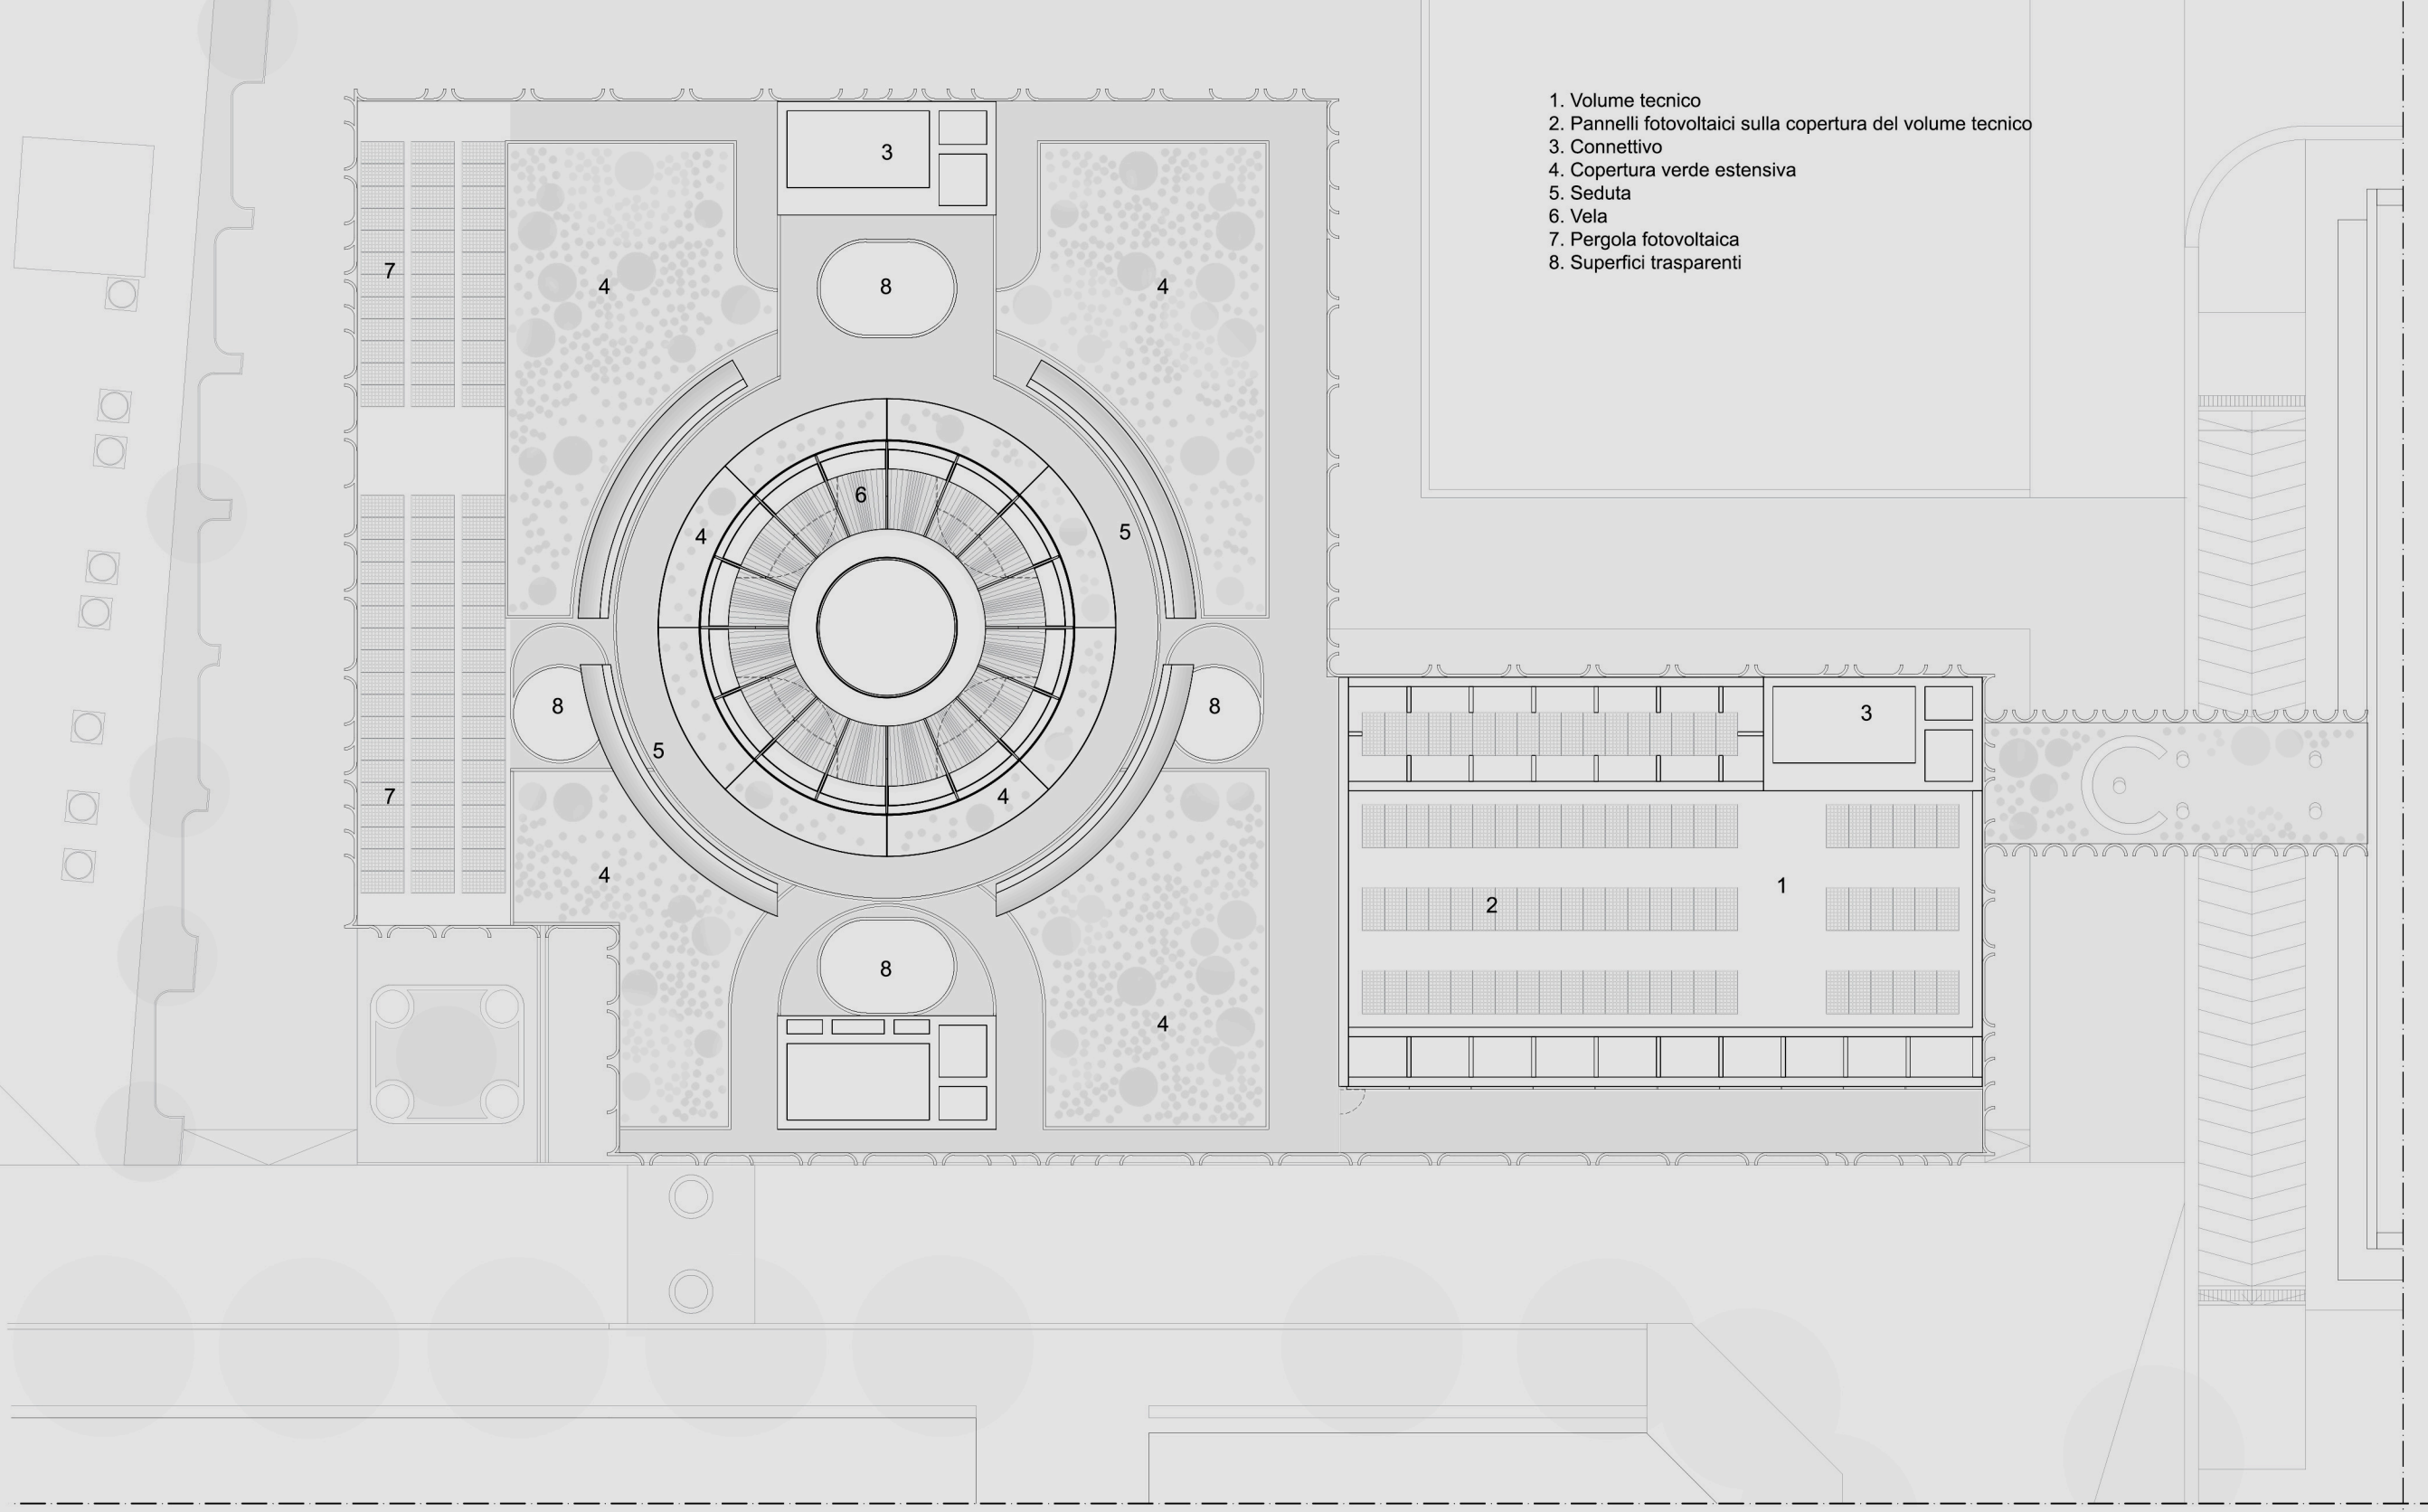 1. Volume tecnico
2. Pannelli fotovoltaici sulla copertura del volume tecnico
3. Connettivo
4. Copertura verde estensiva
5. Seduta
6. Vela
7. Pergola fotovoltaica
8. Superfici trasparenti
3
7
4
8
4
6
5
4
8
8
3
5
7
4
4
1
2
8
4